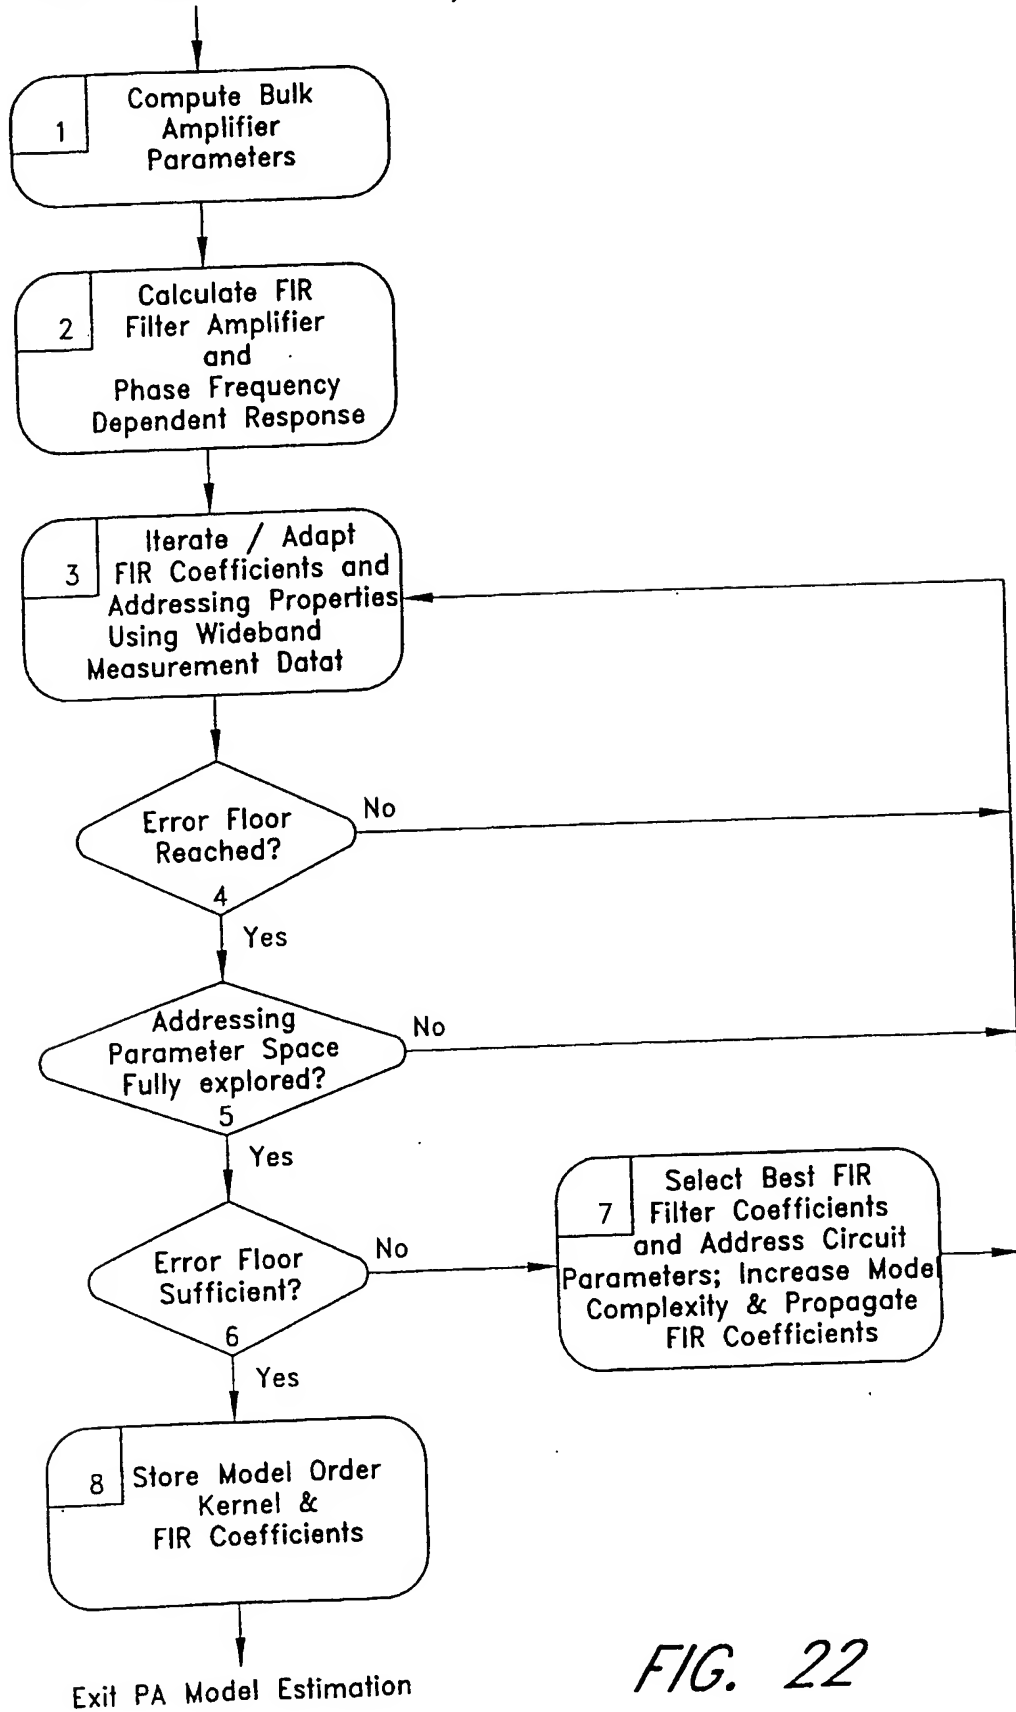 1
Compute Bulk
Amplifier
Parameters
2
Calculate FIR
Filter Amplifier
and
Phase Frequency
Dependent Response
3
Iterate / Adapt
FIR Coefficients and
Addressing Properties
Using Wideband
Measurement Datat
Error Floor
Reached?
4
No
Yes
Addressing
Parameter Space
Fully explored?
5
No
Yes
Error Floor
Sufficient?
6
No
Yes
7
Select Best FIR
Filter Coefficients
and Address Circuit
Parameters; Increase Model
Complexity & Propagate
FIR Coefficients
8
Store Model Order
Kernel &
FIR Coefficients
Exit PA Model Estimation
FIG. 22